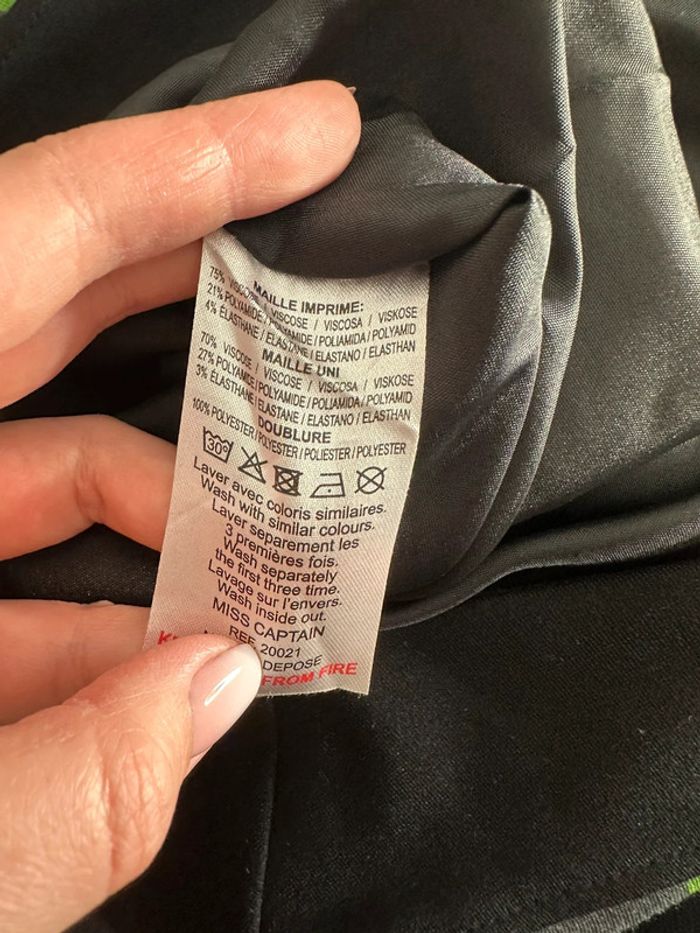 MAILLE IMPRIME:
75% VISCOSE / VISCOSE / VISCOSA / VISKOSE
21% POLYAMIDE / POLYAMIDE / POLIAMIDA / POLYAMID
4% ÉLASTHANE / ELASTANE / ELASTANO / ELASTHAN
MAILLE UNI
70% VISCOSE / VISCOSE / VISCOSA / VISKOSE
27% POLYAMIDE / POLYAMIDE / POLIAMIDA / POLYAMID
3% ÉLASTHANE / ELASTANE / ELASTANO / ELASTHAN
DOUBLURE
100% POLYESTER / POLYESTER / POLIESTER / POLYESTER
30°
Laver avec coloris similaires.
Wash with similar colours.
Laver separement les
3 premières fois.
Wash separately
the first three time.
Lavage sur l'envers.
Wash inside out.
MISS CAPTAIN
REF. 20021
DEPOSE
FROM FIRE